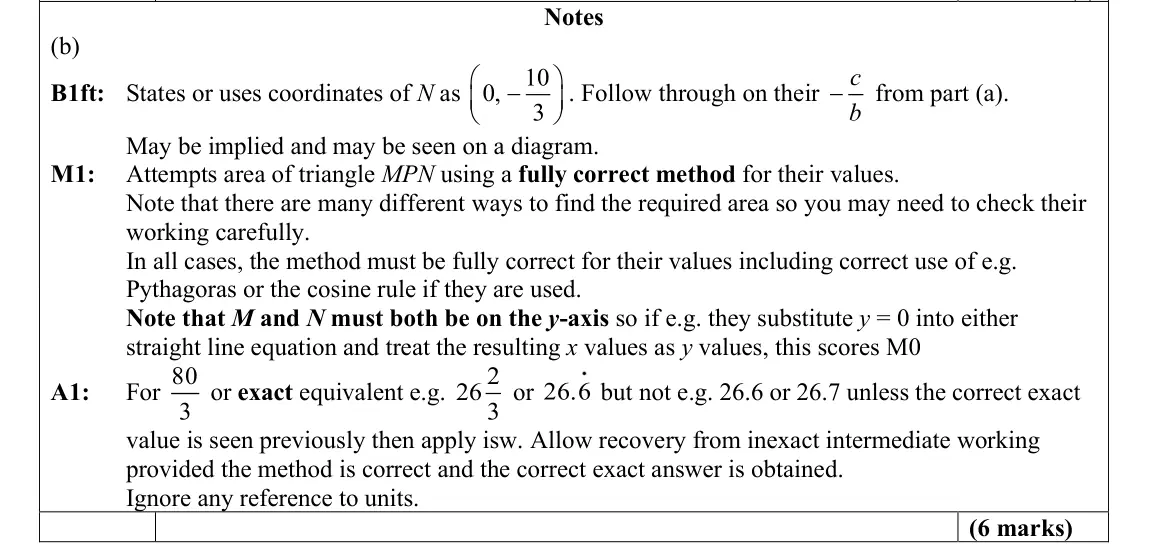 Notes
(b)
B1ft: States or uses coordinates of N as (0, −10/3). Follow through on their −c/b from part (a).
May be implied and may be seen on a diagram.
M1: Attempts area of triangle MPN using a fully correct method for their values.
Note that there are many different ways to find the required area so you may need to check their
working carefully.
In all cases, the method must be fully correct for their values including correct use of e.g.
Pythagoras or the cosine rule if they are used.
Note that M and N must both be on the y-axis so if e.g. they substitute y = 0 into either
straight line equation and treat the resulting x values as y values, this scores M0
A1: For 80/3 or exact equivalent e.g. 26 2/3 or 26.6̇ but not e.g. 26.6 or 26.7 unless the correct exact
value is seen previously then apply isw. Allow recovery from inexact intermediate working
provided the method is correct and the correct exact answer is obtained.
Ignore any reference to units.
(6 marks)